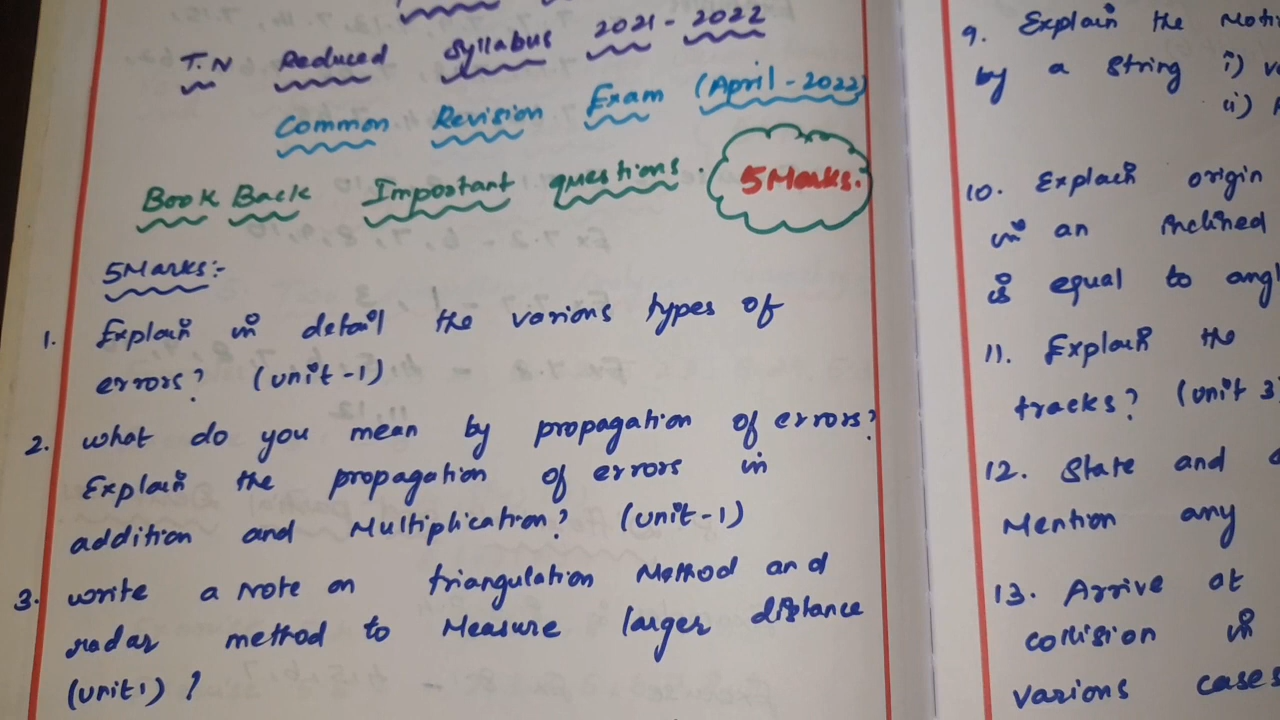 T.N Reduced Syllabus 2021 - 2022
Common Revision Exam (April - 2022)
Book Back Important questions. 5 Marks.
5 Marks:-
1. Explain in detail the various types of
errors? (unit -1)
2. what do you mean by propagation of errors?
Explain the propagation of errors in
addition and Multiplication? (unit -1)
3. write a Note on triangulation Method and
radar method to Measure larger distance
(unit 1) ?
9. Explain the
by a string i)
ii)
10. Explain origin
in an inclined
is equal to
11. Explain the
tracks? (unit 3
12. State and
Mention any
13. Arrive at
collision in
various cases